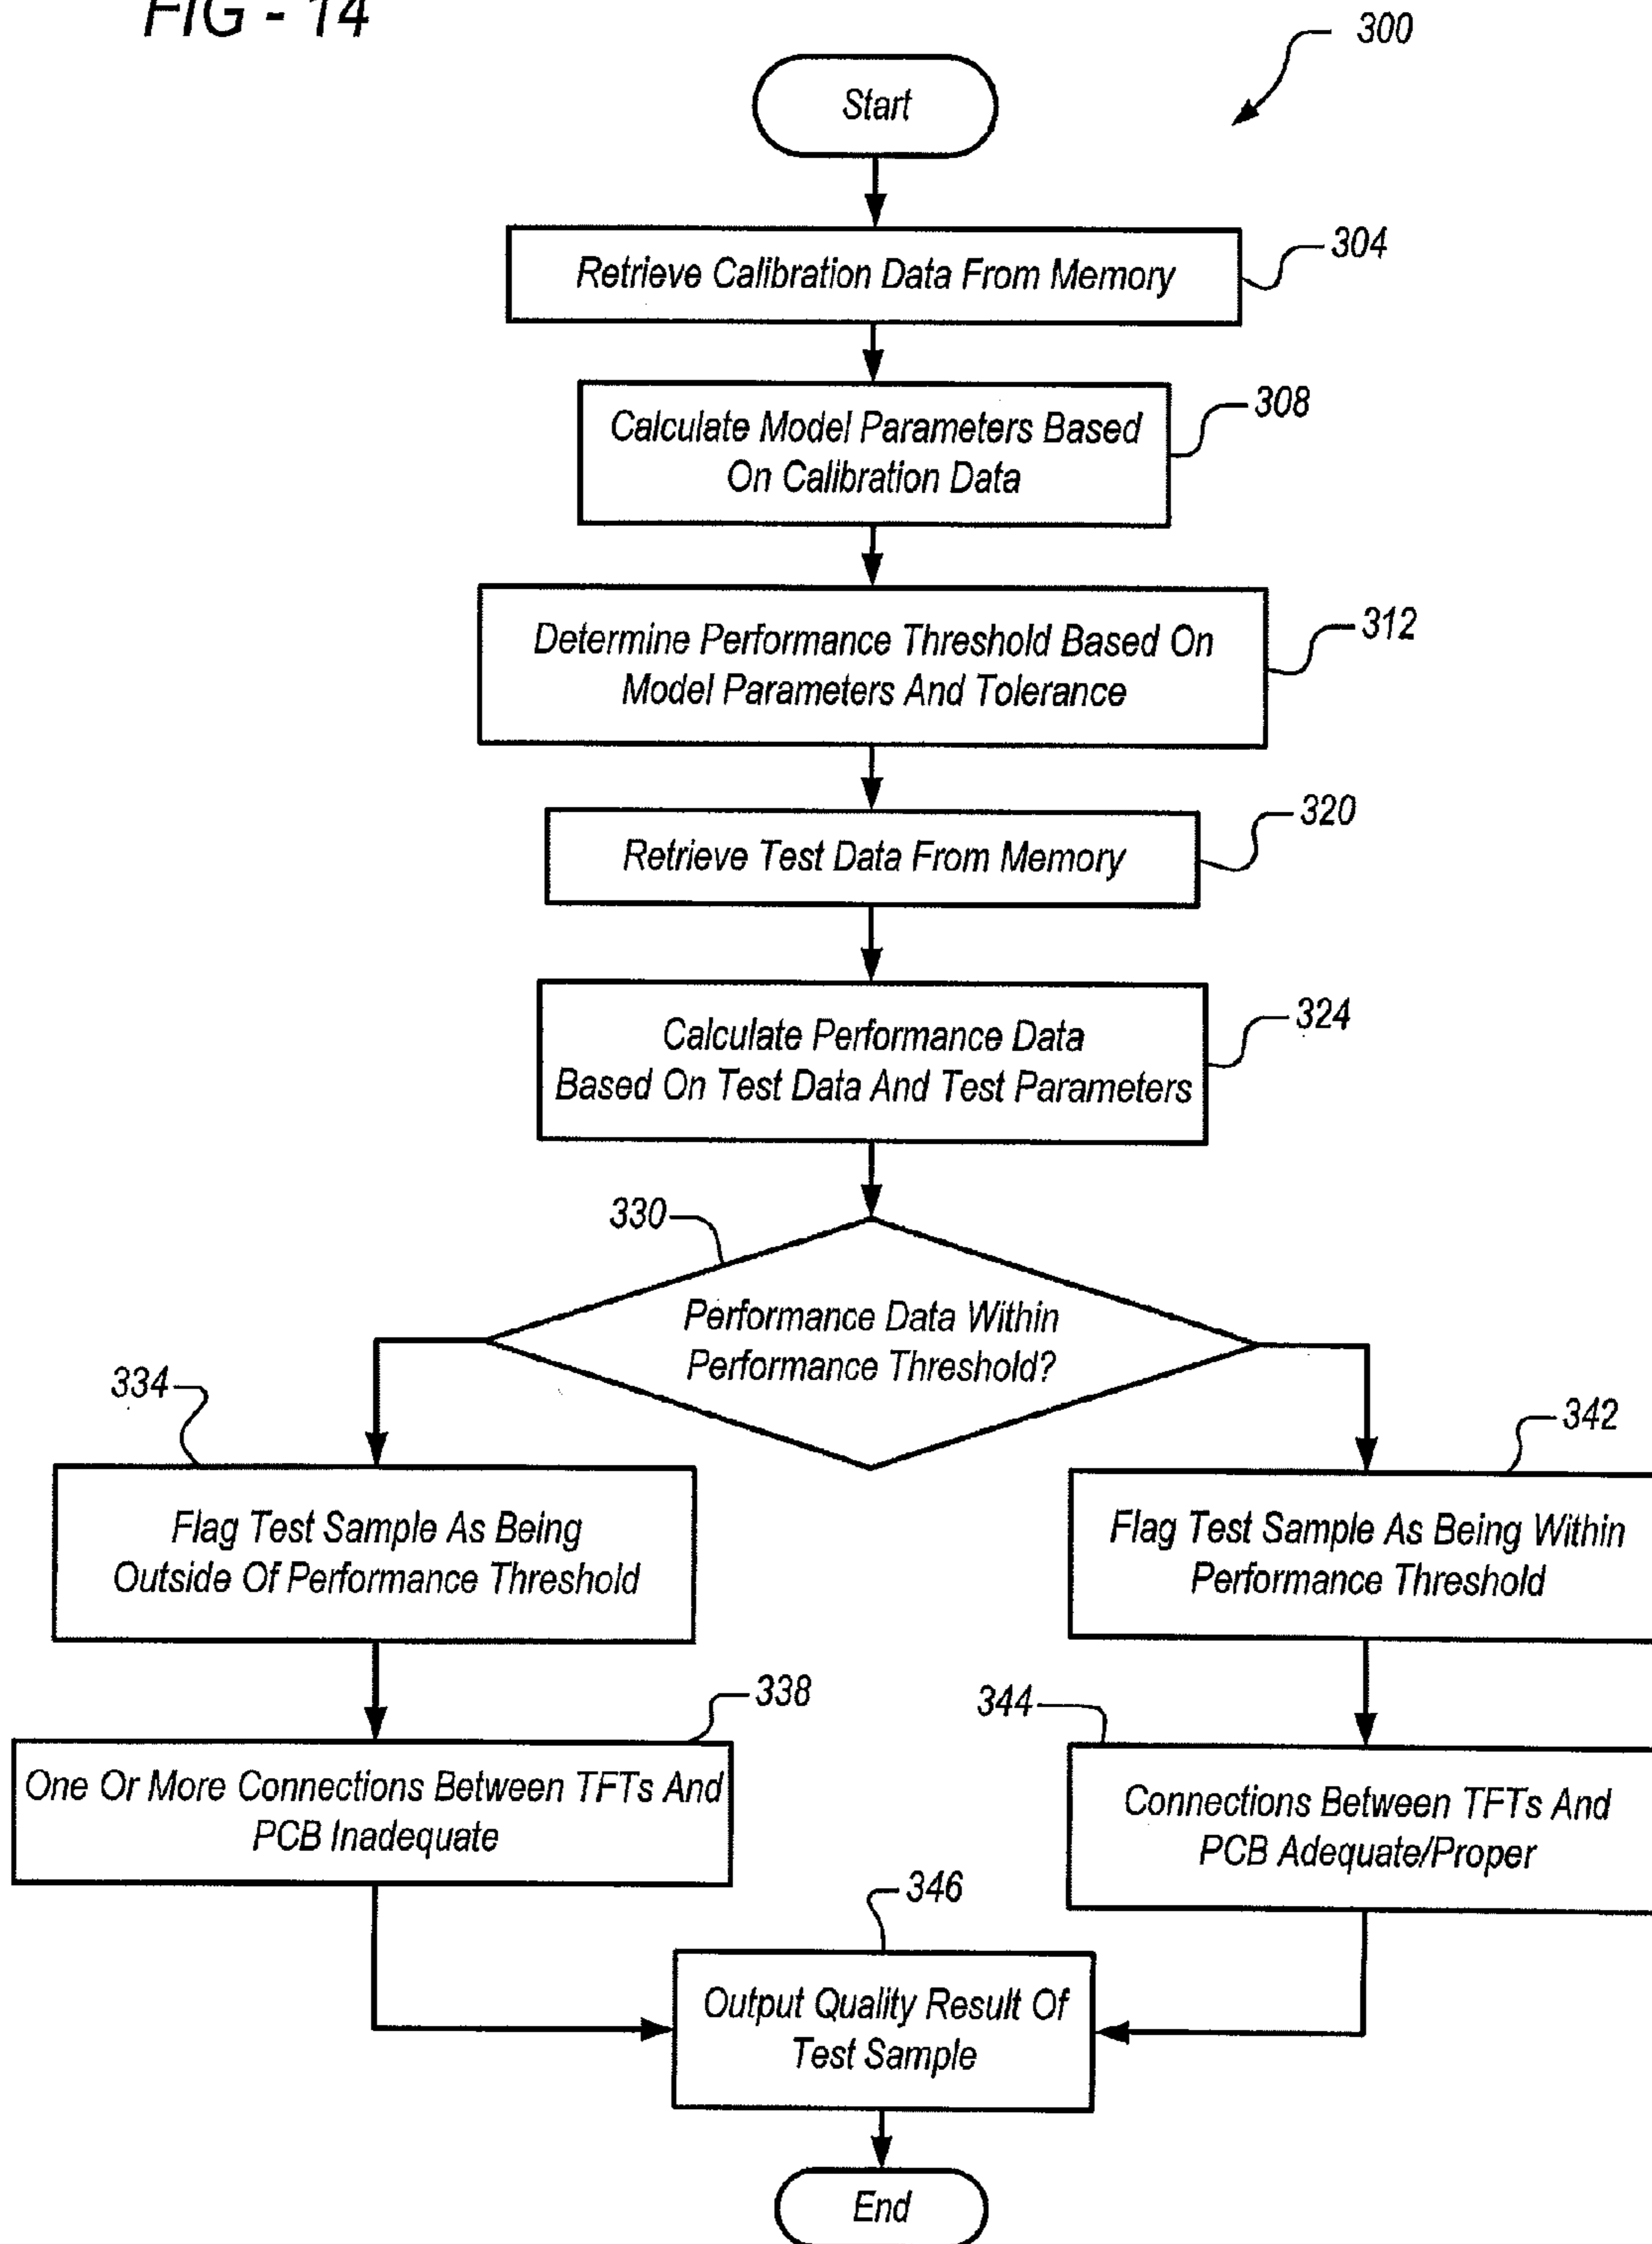 FIG - 14
300
Start
Retrieve Calibration Data From Memory
304
Calculate Model Parameters Based
On Calibration Data
308
Determine Performance Threshold Based On
Model Parameters And Tolerance
312
Retrieve Test Data From Memory
320
Calculate Performance Data
Based On Test Data And Test Parameters
324
330
Performance Data Within
Performance Threshold?
334
Flag Test Sample As Being
Outside Of Performance Threshold
342
Flag Test Sample As Being Within
Performance Threshold
338
One Or More Connections Between TFTs And
PCB Inadequate
344
Connections Between TFTs And
PCB Adequate/Proper
346
Output Quality Result Of
Test Sample
End